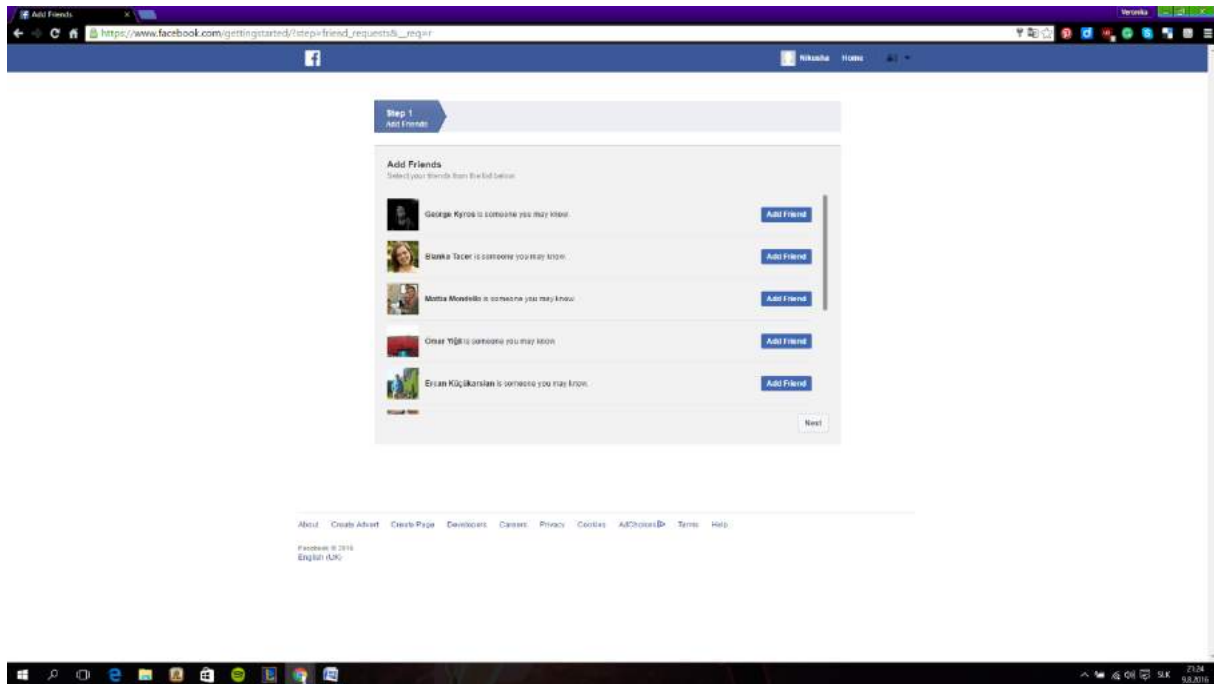 Add Friends
Veronika
https://www.facebook.com/gettingstarted/?step=friend_requests&__req=r
Nikusha Home
Step 1
Add Friends
Add Friends
Select your friends from the list below
George Kyros is someone you may know.
Add Friend
Blanka Tacer is someone you may know.
Add Friend
Mattia Mondello is someone you may know.
Add Friend
Omar Yiğit is someone you may know.
Add Friend
Ercan Küçükarslan is someone you may know.
Add Friend
Next
About Create Advert Create Page Developers Careers Privacy Cookies AdChoices Terms Help
Facebook © 2016
English (UK)
SLK
21:24
9.8.2016